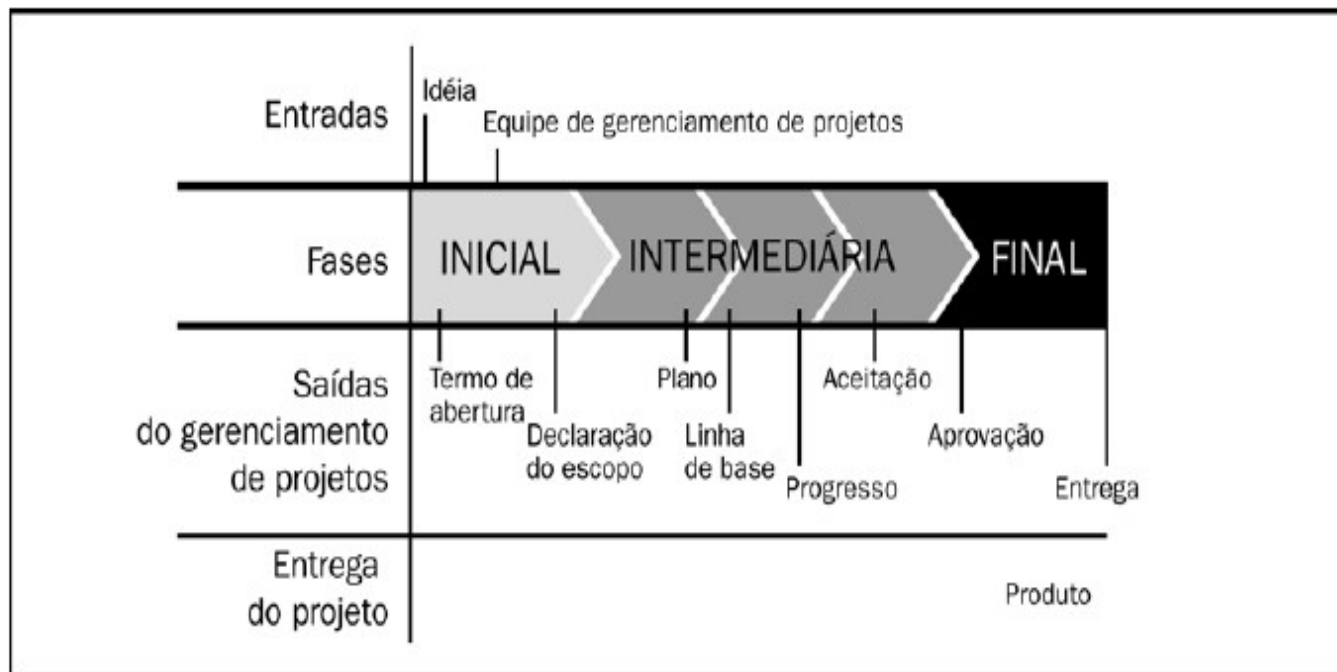 Entradas
Idéia
Equipe de gerenciamento de projetos
Fases
INICIAL
INTERMEDIÁRIA
FINAL
Saídas
do gerenciamento
de projetos
Termo de
abertura
Declaração
do escopo
Plano
Linha
de base
Progresso
Aceitação
Aprovação
Entrega
Entrega
do projeto
Produto